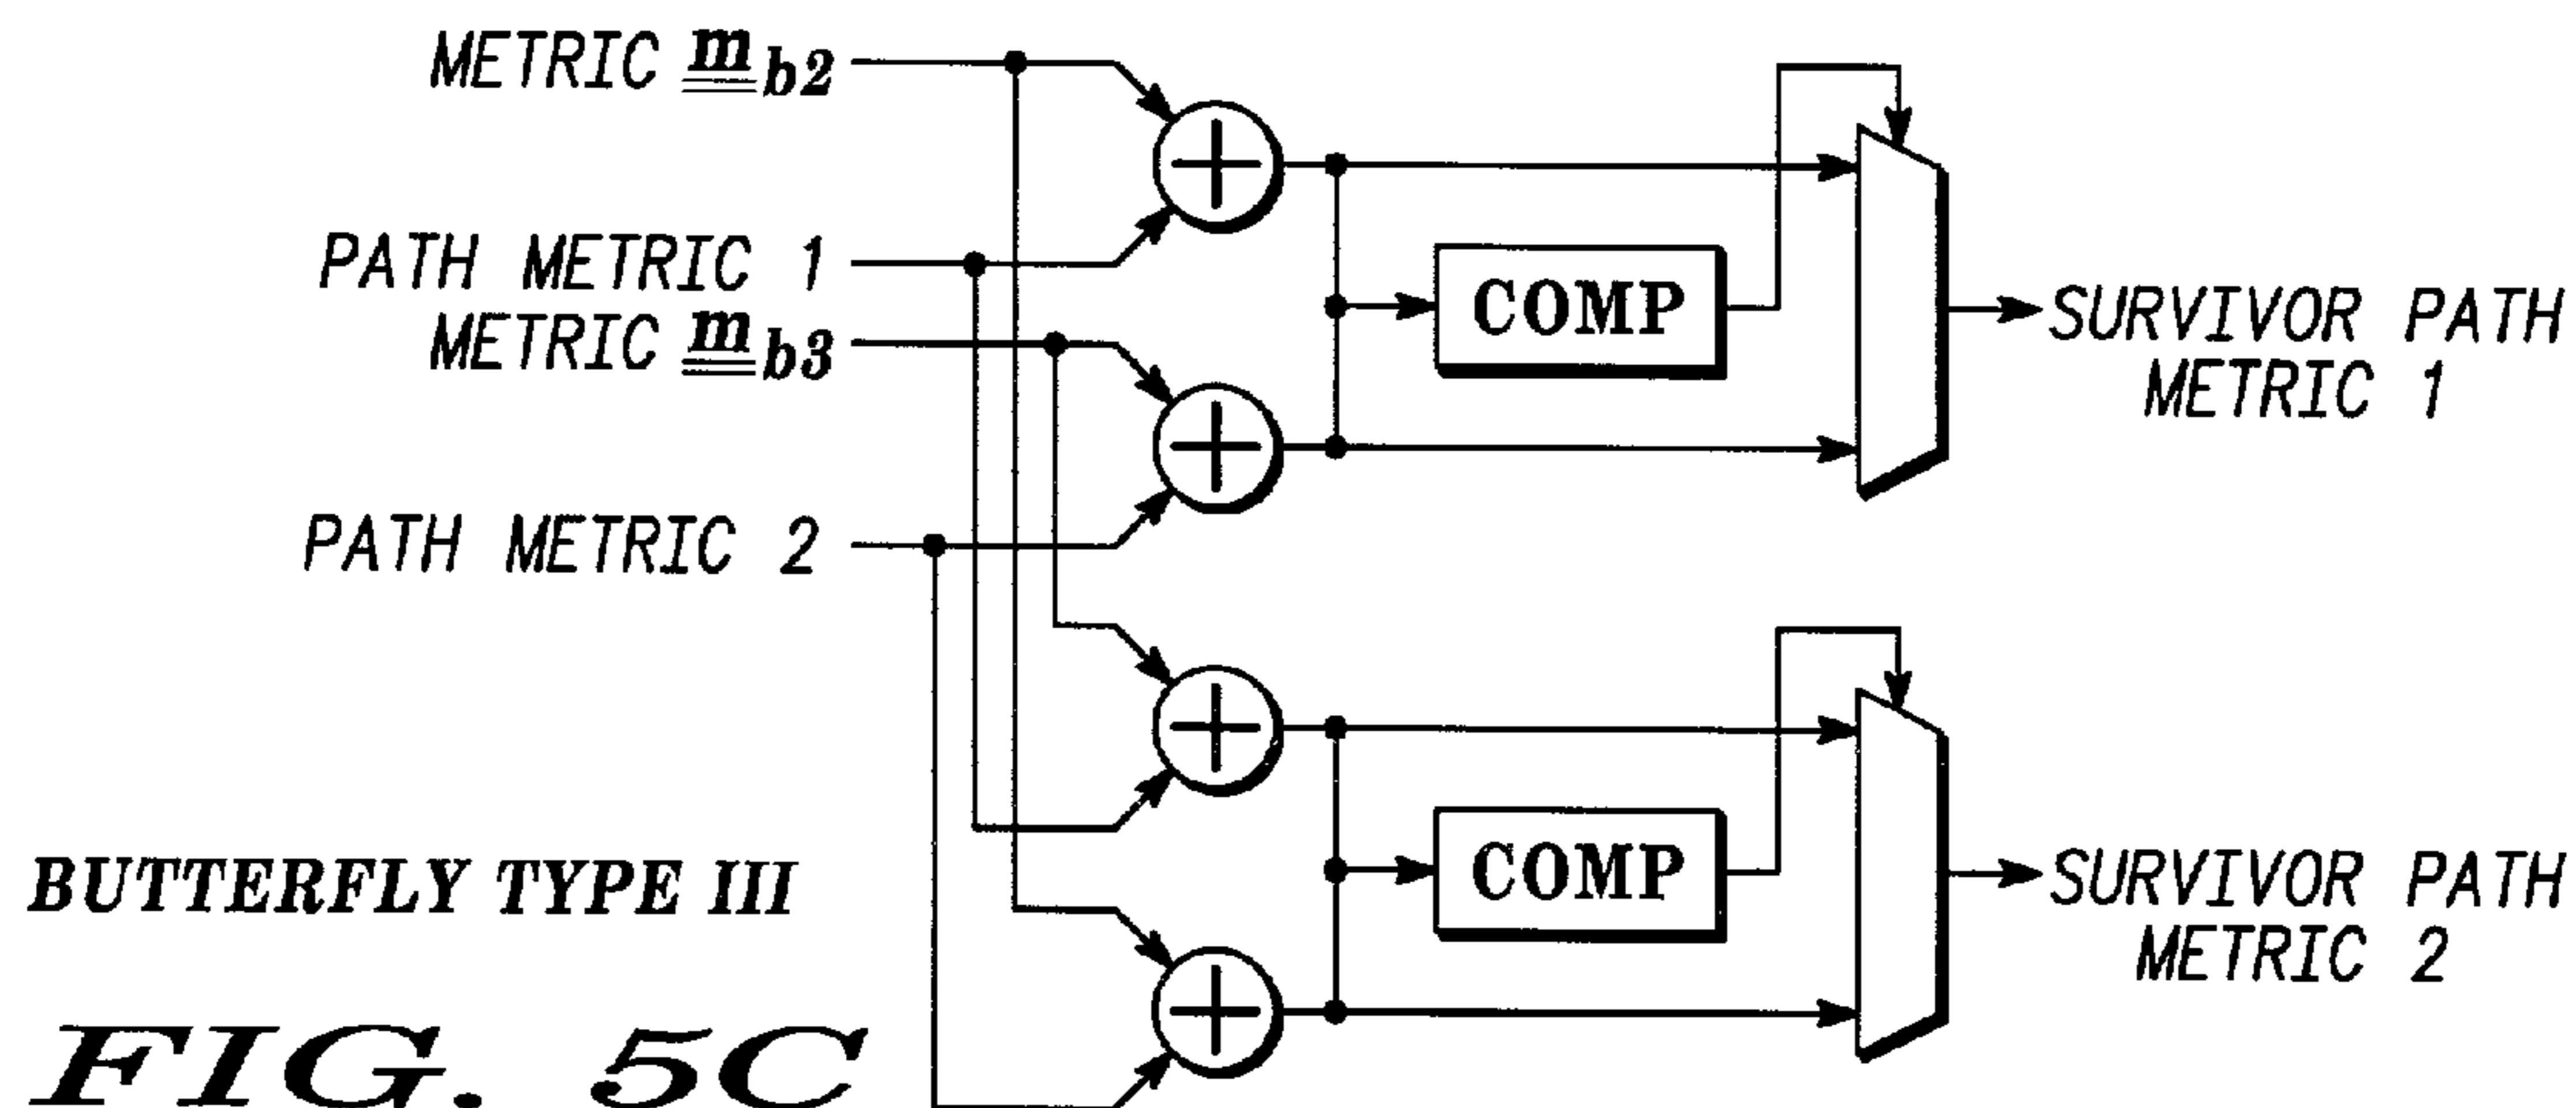 METRIC m b2
PATH METRIC 1
METRIC m b3
PATH METRIC 2
COMP
SURVIVOR PATH
METRIC 1
COMP
SURVIVOR PATH
METRIC 2
BUTTERFLY TYPE III
FIG. 5C